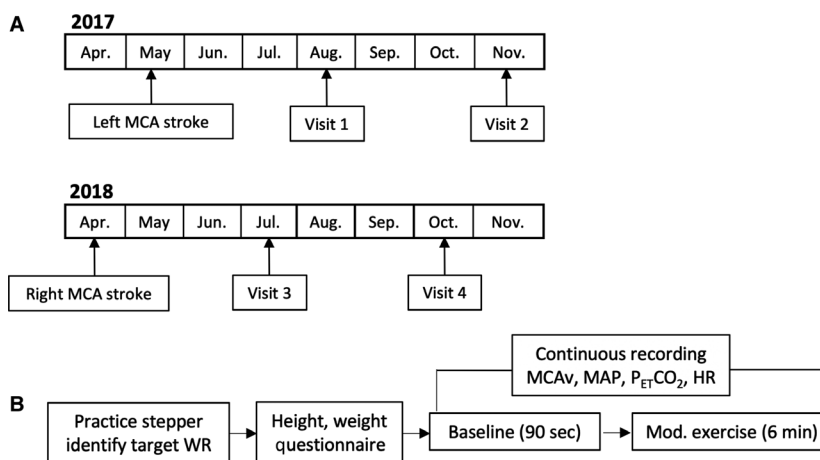 A
2017
Apr. May Jun. Jul. Aug. Sep. Oct. Nov.
Left MCA stroke Visit 1 Visit 2
2018
Apr. May Jun. Jul. Aug. Sep. Oct. Nov.
Right MCA stroke Visit 3 Visit 4
Continuous recording
MCAv, MAP, PETCO2, HR
B
Practice stepper
identify target WR
Height, weight
questionnaire
Baseline (90 sec)
Mod. exercise (6 min)